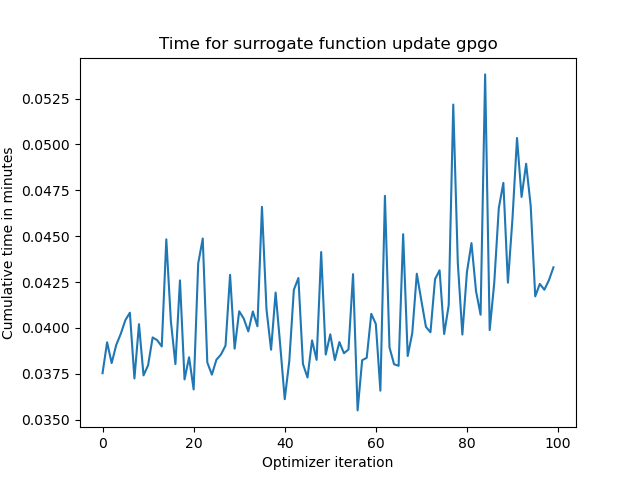 Time for surrogate function update gpgo
Cumulative time in minutes
0.0525
0.0500
0.0475
0.0450
0.0425
0.0400
0.0375
0.0350
0 20 40 60 80 100
Optimizer iteration